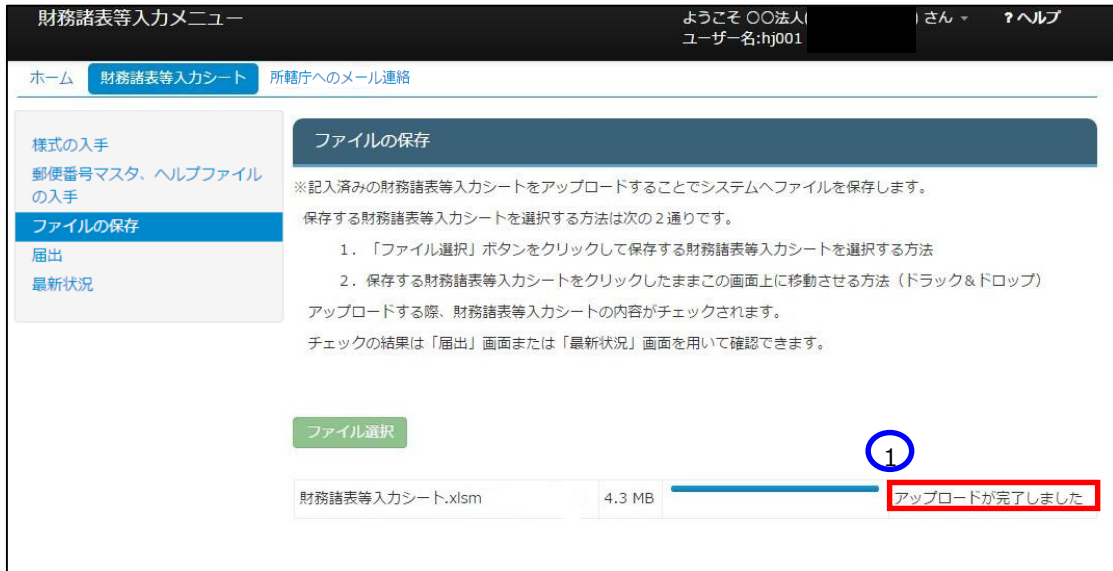 財務諸表等入力メニュー
ようこそ 〇〇法人( ) さん
?ヘルプ
ユーザー名:hj001
ホーム 財務諸表等入力シート 所轄庁へのメール連絡
様式の入手
郵便番号マスタ、ヘルプファイル
の入手
ファイルの保存
届出
最新状況
ファイルの保存
※記入済みの財務諸表等入力シートをアップロードすることでシステムへファイルを保存します。
保存する財務諸表等入力シートを選択する方法は次の2通りです。
1.「ファイル選択」ボタンをクリックして保存する財務諸表等入力シートを選択する方法
2.保存する財務諸表等入力シートをクリックしたままこの画面上に移動させる方法(ドラック&ドロップ)
アップロードする際、財務諸表等入力シートの内容がチェックされます。
チェックの結果は「届出」画面または「最新状況」画面を用いて確認できます。
ファイル選択
1
財務諸表等入力シート.xlsm 4.3 MB アップロードが完了しました